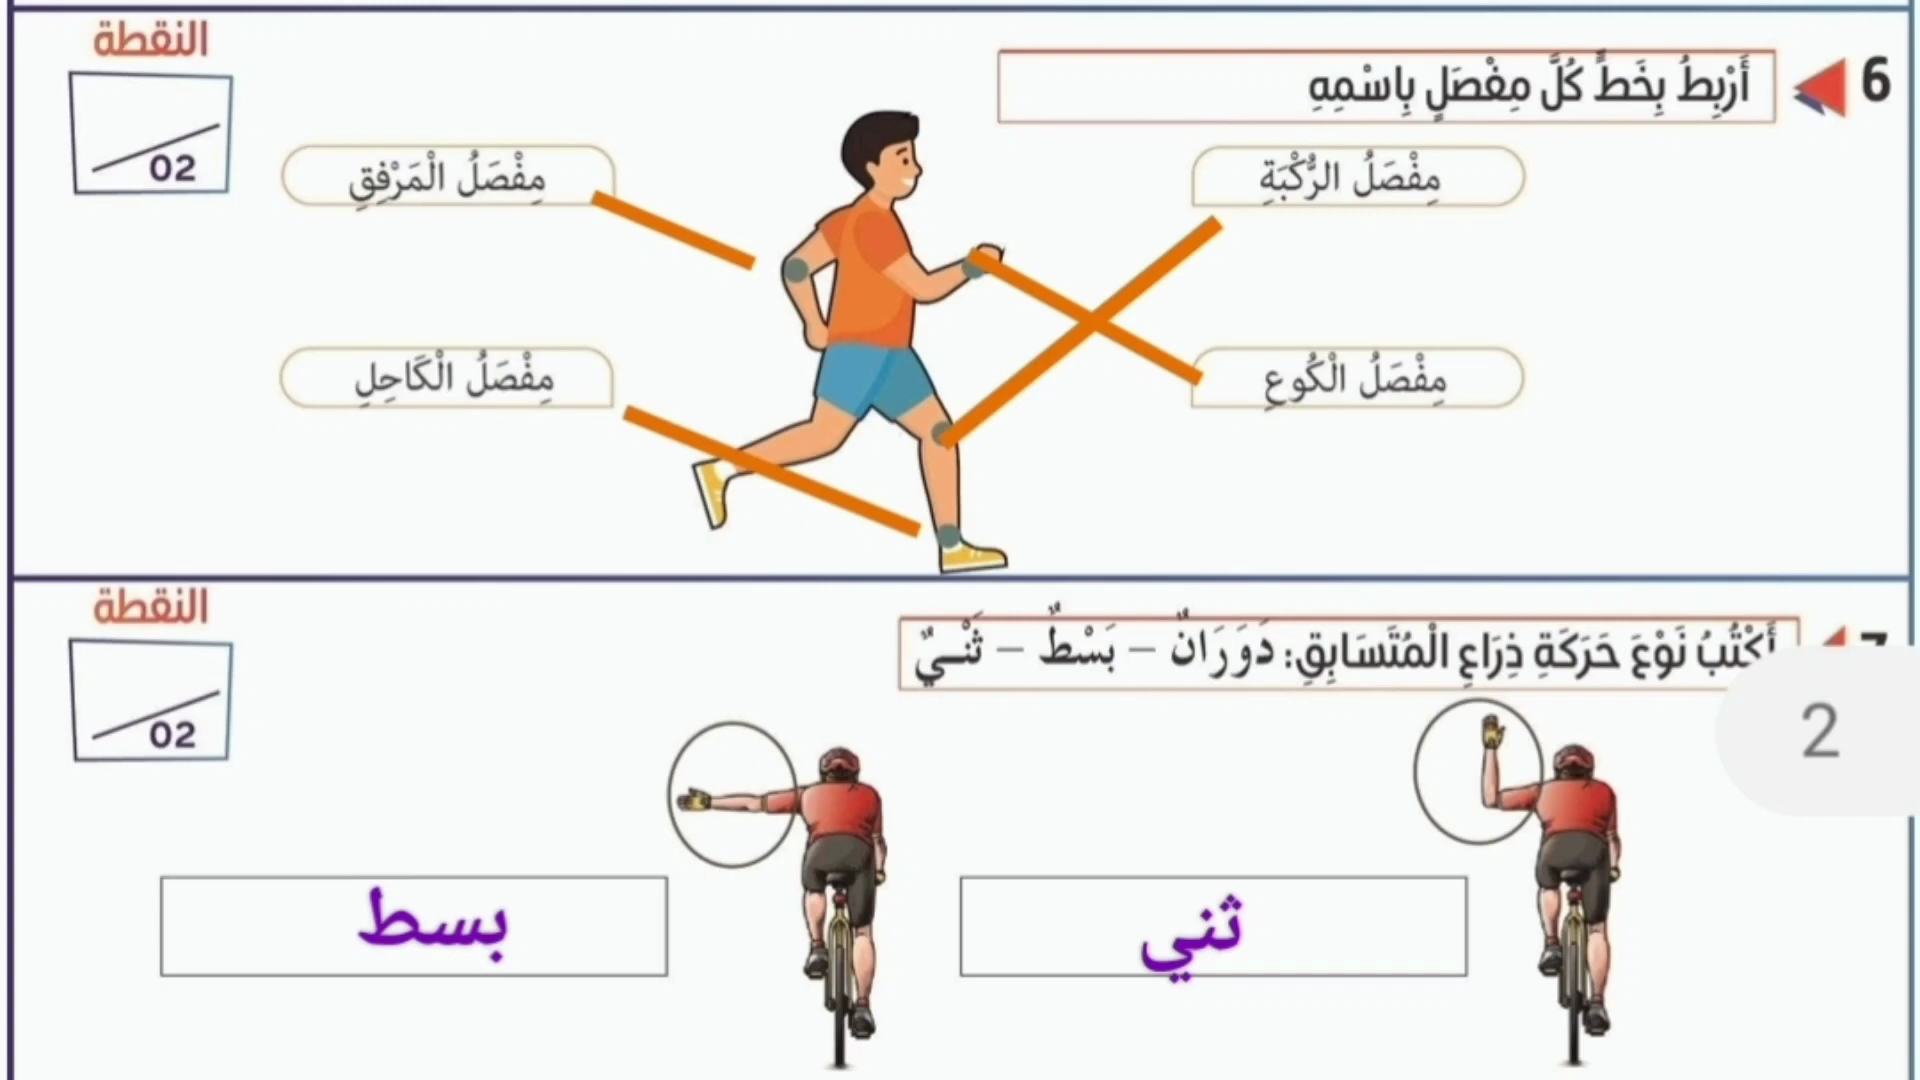 6 أَرْبِطُ بِخَطٍّ كُلَّ مِفْصَلٍ بِاسْمِهِ
النقطة
02
مِفْصَلُ الرُّكْبَةِ
مِفْصَلُ الْمَرْفِقِ
مِفْصَلُ الْكُوعِ
مِفْصَلُ الْكَاحِلِ
أَكْتُبُ نَوْعَ حَرَكَةِ ذِرَاعِ الْمُتَسَابِقِ: دَوَرَانٌ – بَسْطٌ – ثَنْيٌ
النقطة
02
2
ثني
بسط